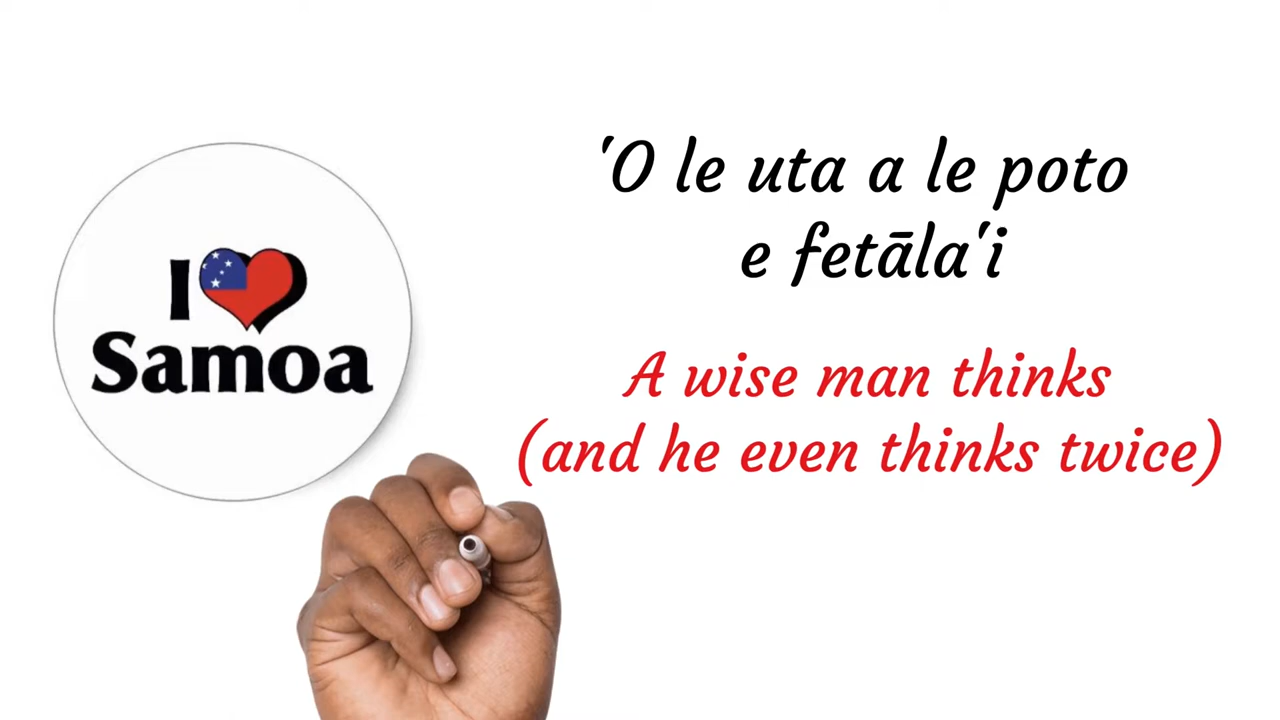 I
Samoa
'O le uta a le poto
e fetāla'i
A wise man thinks
(and he even thinks twice)